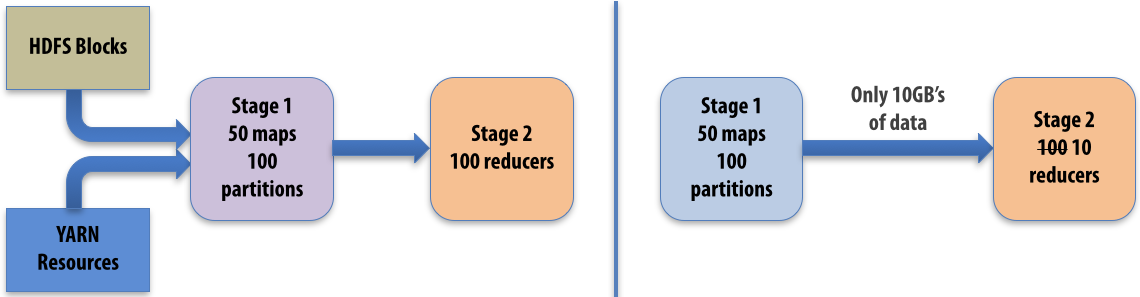 HDFS Blocks
YARN
Resources
Stage 1
50 maps
100
partitions
Stage 2
100 reducers
Stage 1
50 maps
100
partitions
Only 10GB's
of data
Stage 2
100 10
reducers